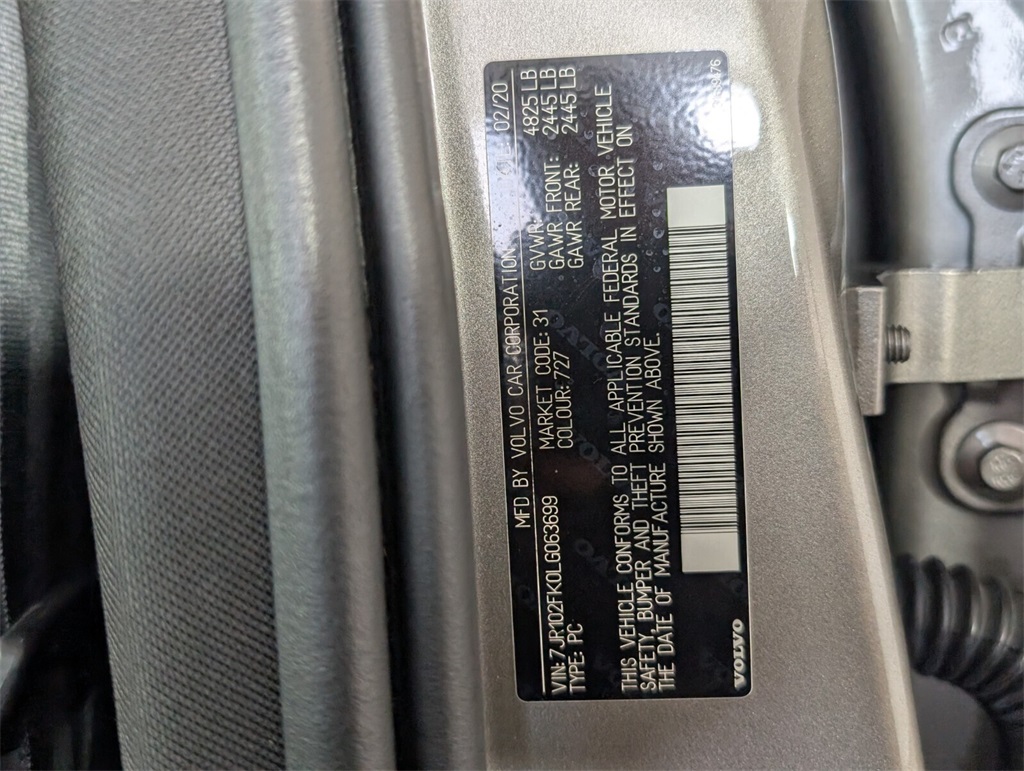 MFD BY VOLVO CAR CORPORATION 02/20
VIN: 7JR102FK0LG063699 MARKET CODE: 31 GVWR: 4825 LB
TYPE: PC COLOUR: 727 GAWR FRONT: 2445 LB
GAWR REAR: 2445 LB
THIS VEHICLE CONFORMS TO ALL APPLICABLE FEDERAL MOTOR VEHICLE
SAFETY, BUMPER AND THEFT PREVENTION STANDARDS IN EFFECT ON
THE DATE OF MANUFACTURE SHOWN ABOVE.
VOLVO